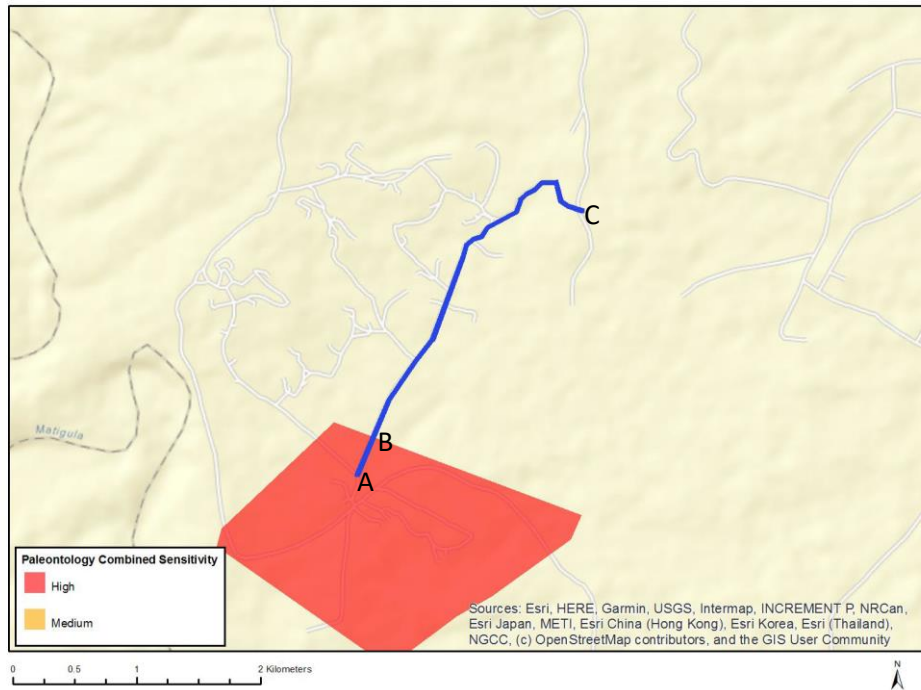 C
B
A
Matigula
Paleontology Combined Sensitivity
High
Medium
Sources: Esri, HERE, Garmin, USGS, Intermap, INCREMENT P, NRCan,
Esri Japan, METI, Esri China (Hong Kong), Esri Korea, Esri (Thailand),
NGCC, (c) OpenStreetMap contributors, and the GIS User Community
0 0.5 1 2 Kilometers
N